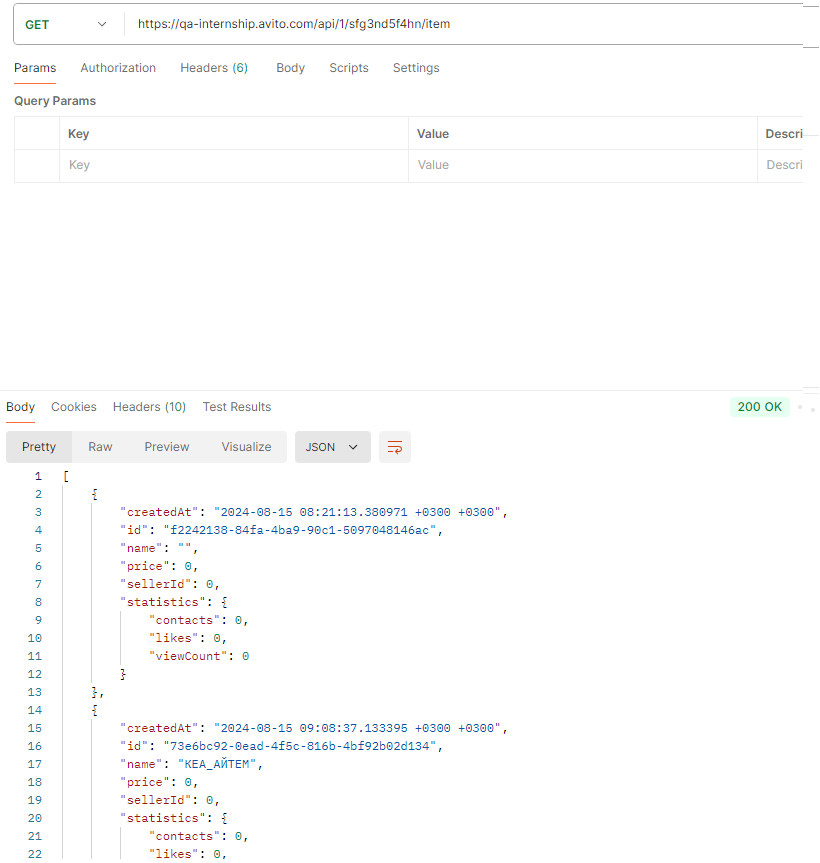 GET https://qa-internship.avito.com/api/1/sfg3nd5f4hn/item
Params Authorization Headers (6) Body Scripts Settings
Query Params
Key Value Descri
Key Value Descri
Body Cookies Headers (10) Test Results 200 OK
Pretty Raw Preview Visualize JSON
1 [
2 {
3 "createdAt": "2024-08-15 08:21:13.380971 +0300 +0300",
4 "id": "f2242138-84fa-4ba9-90c1-5097048146ac",
5 "name": "",
6 "price": 0,
7 "sellerId": 0,
8 "statistics": {
9 "contacts": 0,
10 "likes": 0,
11 "viewCount": 0
12 }
13 },
14 {
15 "createdAt": "2024-08-15 09:08:37.133395 +0300 +0300",
16 "id": "73e6bc92-0ead-4f5c-816b-4bf92b02d134",
17 "name": "КЕА_АЙТЕМ",
18 "price": 0,
19 "sellerId": 0,
20 "statistics": {
21 "contacts": 0,
22 "likes": 0,